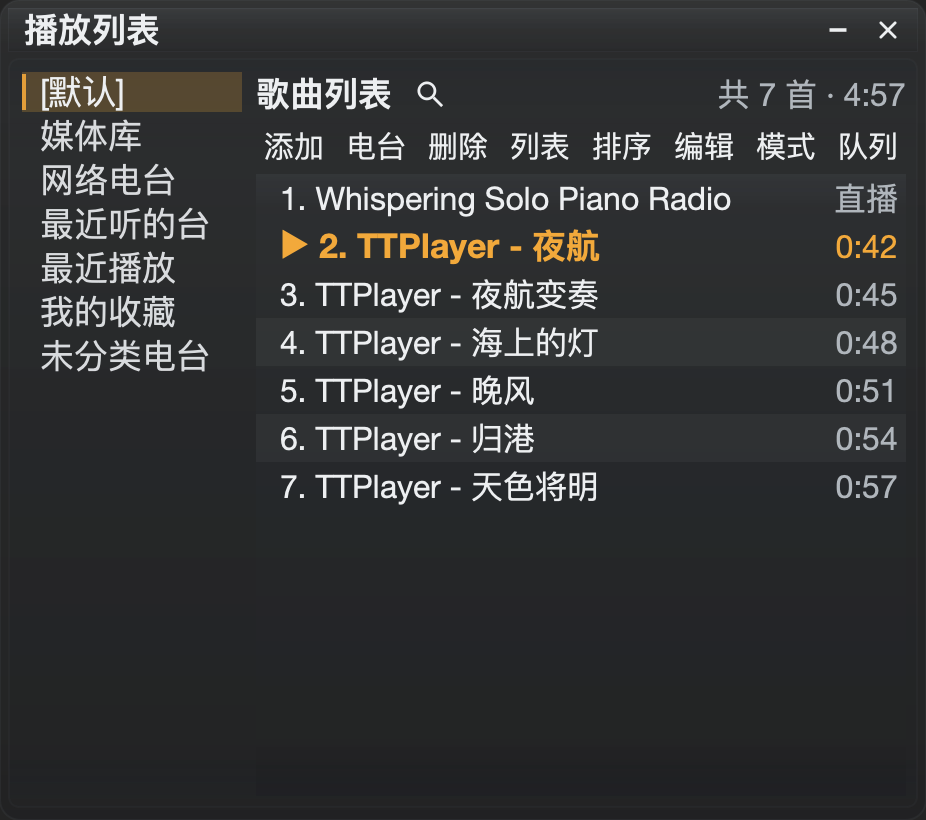 播放列表
[默认]
媒体库
网络电台
最近听的台
最近播放
我的收藏
未分类电台
歌曲列表 共 7 首 · 4:57
添加 电台 删除 列表 排序 编辑 模式 队列
1. Whispering Solo Piano Radio 直播
2. TTPlayer - 夜航 0:42
3. TTPlayer - 夜航变奏 0:45
4. TTPlayer - 海上的灯 0:48
5. TTPlayer - 晚风 0:51
6. TTPlayer - 归港 0:54
7. TTPlayer - 天色将明 0:57